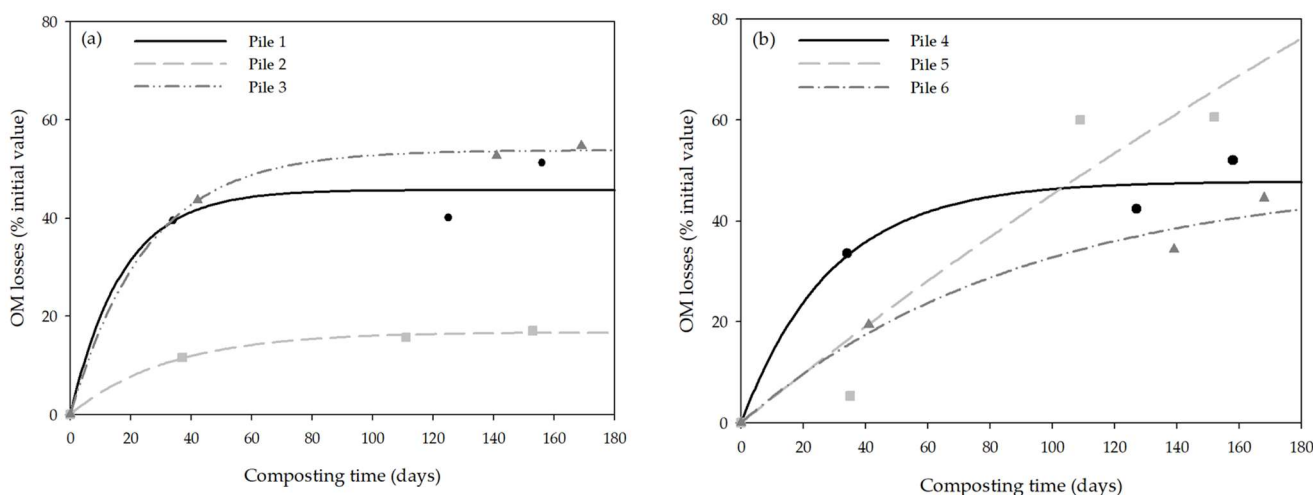 (a)
Pile 1
Pile 2
Pile 3
OM losses (% initial value)
80
60
40
20
0
0 20 40 60 80 100 120 140 160 180
Composting time (days)
(b)
Pile 4
Pile 5
Pile 6
OM losses (% initial value)
80
60
40
20
0
0 20 40 60 80 100 120 140 160 180
Composting time (days)